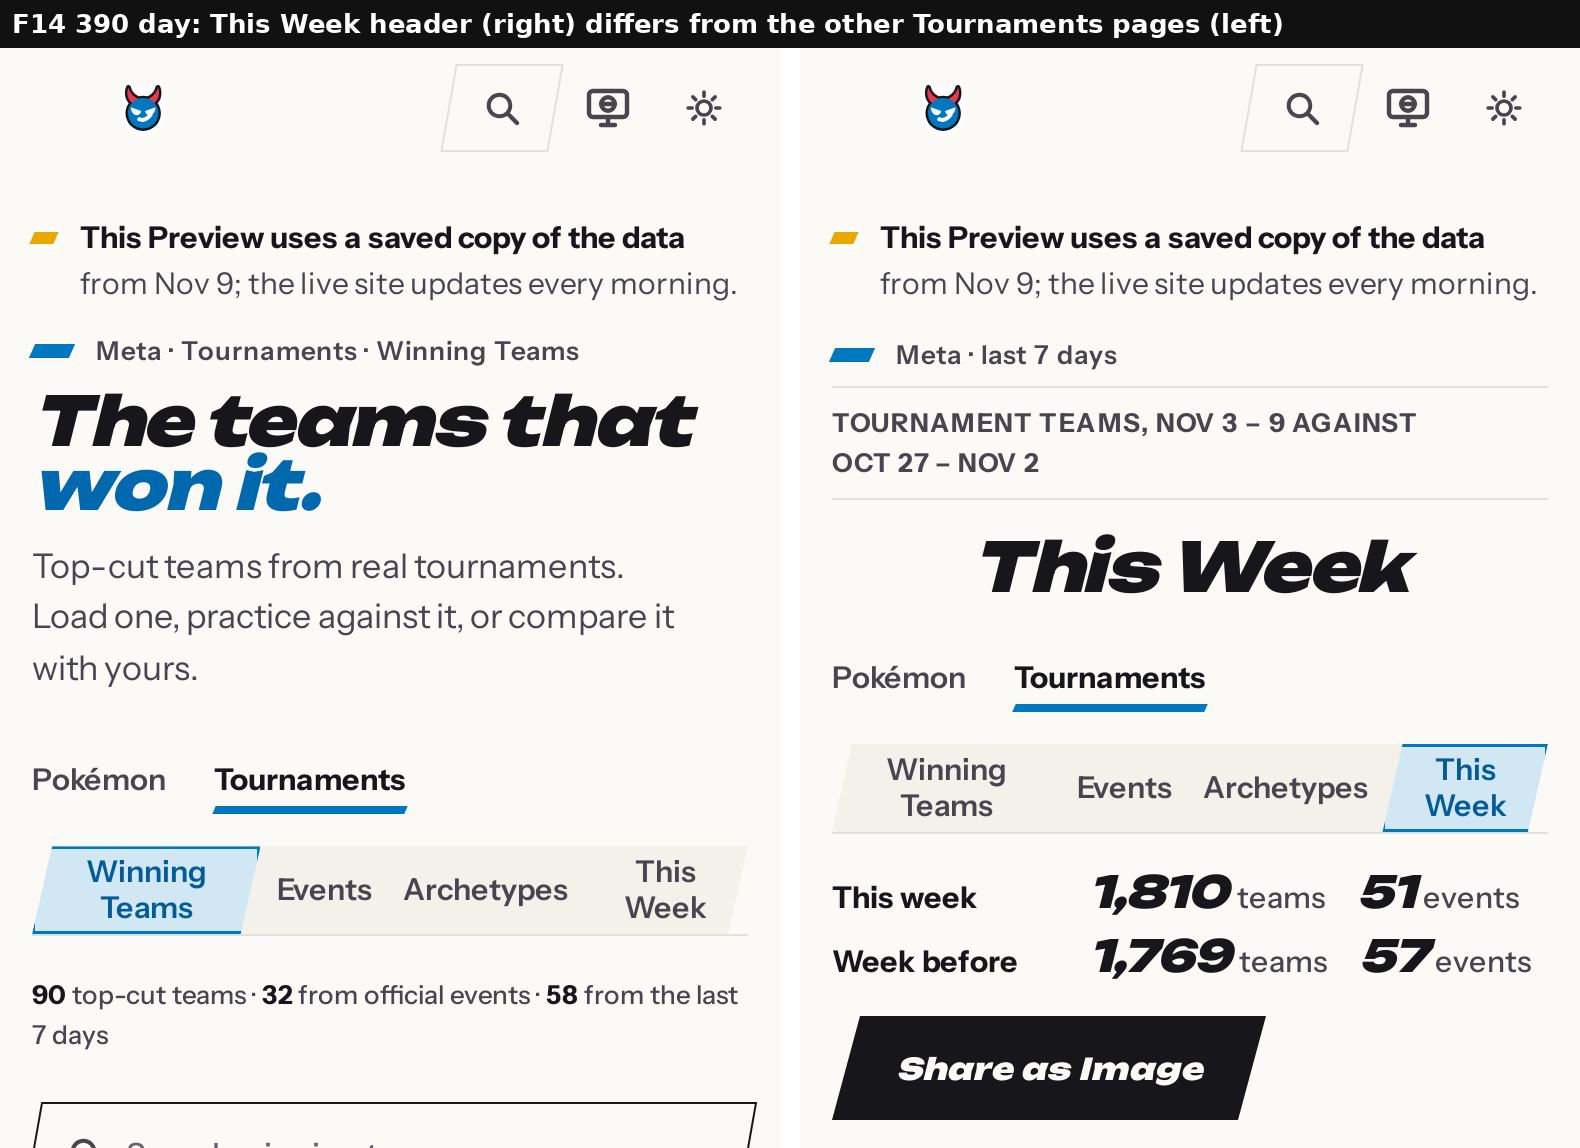 F14 390 day: This Week header (right) differs from the other Tournaments pages (left)
This Preview uses a saved copy of the data
from Nov 9; the live site updates every morning.
Meta · Tournaments · Winning Teams
The teams that
won it.
Top-cut teams from real tournaments.
Load one, practice against it, or compare it
with yours.
Pokémon Tournaments
Winning Teams Events Archetypes This Week
90 top-cut teams · 32 from official events · 58 from the last
7 days
This Preview uses a saved copy of the data
from Nov 9; the live site updates every morning.
Meta · last 7 days
TOURNAMENT TEAMS, NOV 3 – 9 AGAINST
OCT 27 – NOV 2
This Week
Pokémon Tournaments
Winning Teams Events Archetypes This Week
This week 1,810 teams 51 events
Week before 1,769 teams 57 events
Share as Image